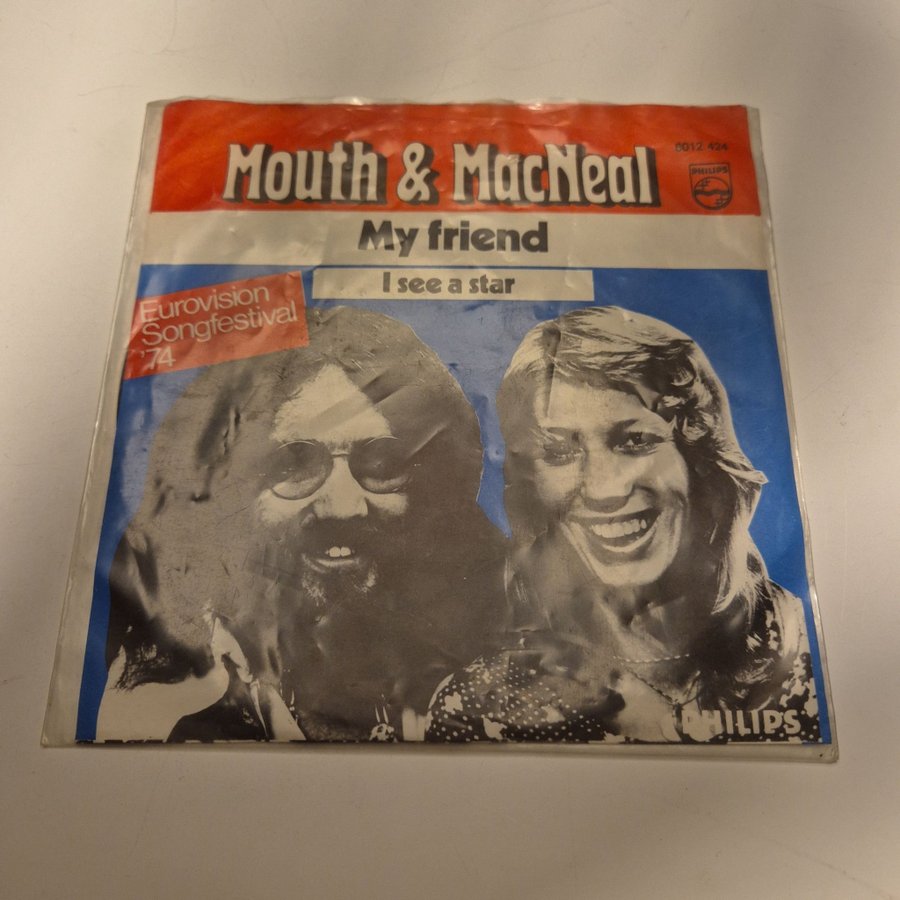 6012 424
Mouth & MacNeal
PHILIPS
My friend
I see a star
Eurovision
Songfestival
'74
PHILIPS